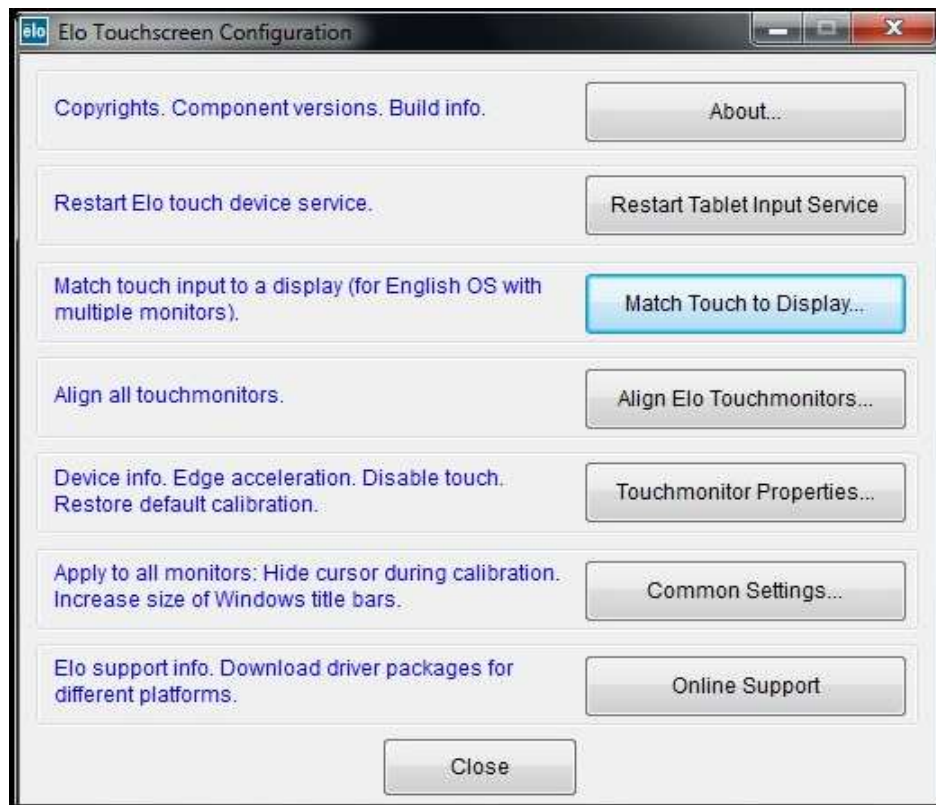 elo Elo Touchscreen Configuration
Copyrights. Component versions. Build info.
About...
Restart Elo touch device service.
Restart Tablet Input Service
Match touch input to a display (for English OS with
multiple monitors).
Match Touch to Display...
Align all touchmonitors.
Align Elo Touchmonitors...
Device info. Edge acceleration. Disable touch.
Restore default calibration.
Touchmonitor Properties...
Apply to all monitors: Hide cursor during calibration.
Increase size of Windows title bars.
Common Settings...
Elo support info. Download driver packages for
different platforms.
Online Support
Close